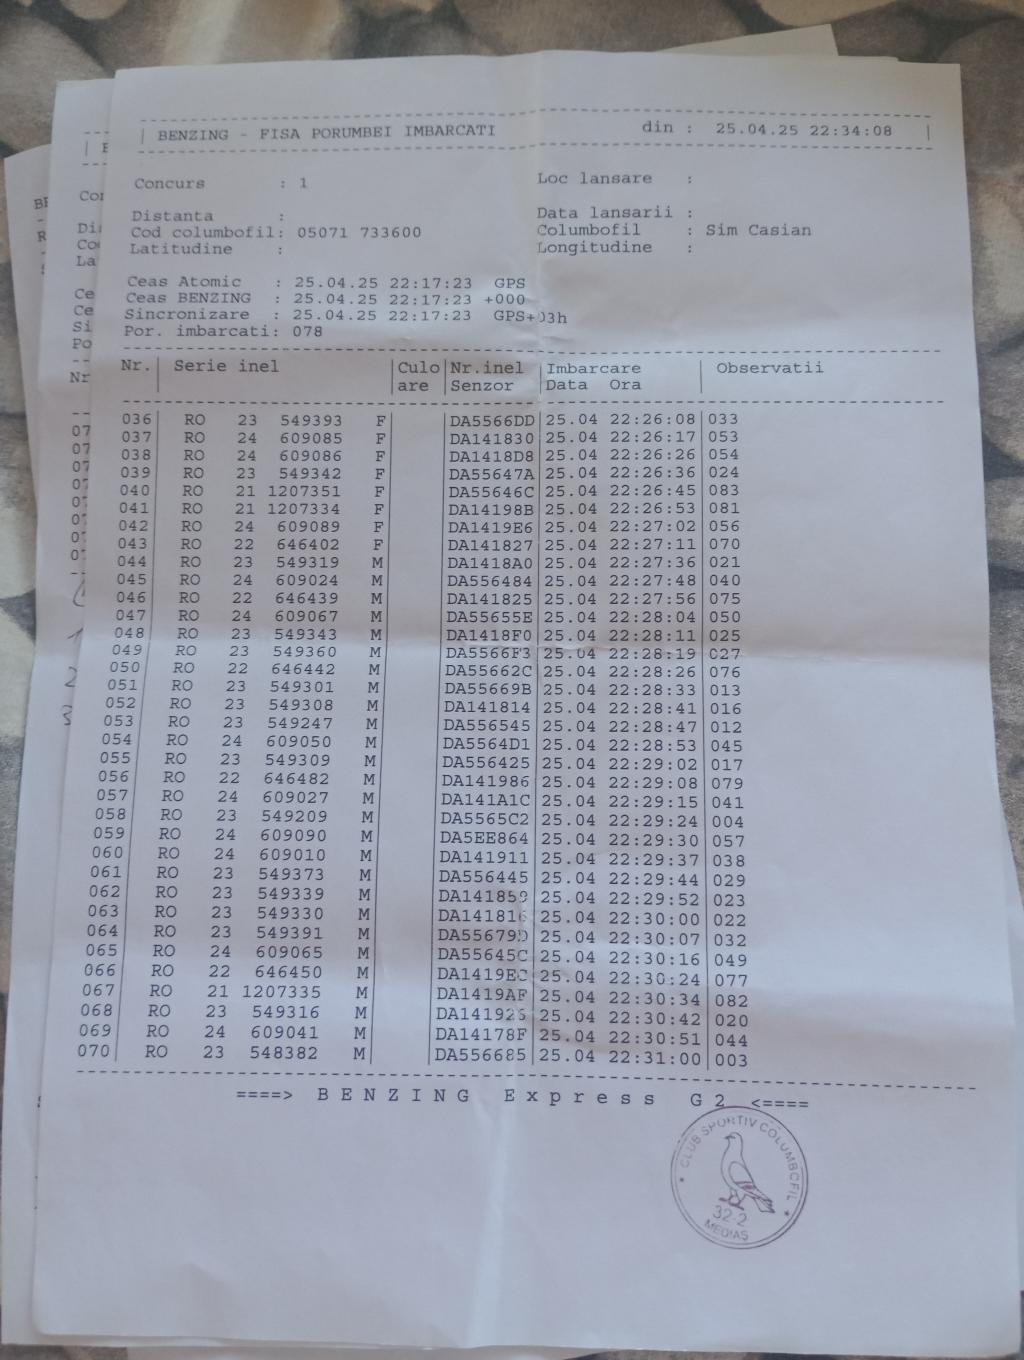 | BENZING - FISA PORUMBEI IMBARCATI din : 25.04.25 22:34:08 |
Concurs : 1 Loc lansare :
Distanta : Data lansarii :
Cod columbofil: 05071 733600 Columbofil : Sim Casian
Latitudine : Longitudine :
Ceas Atomic : 25.04.25 22:17:23 GPS
Ceas BENZING : 25.04.25 22:17:23 +000
Sincronizare : 25.04.25 22:17:23 GPS+03h
Por. imbarcati: 078
Nr.| Serie inel |Culo|Nr.inel |Imbarcare | Observatii
|are |Senzor |Data Ora |
036 RO 23 549393 F DA5566DD 25.04 22:26:08 033
037 RO 24 609085 F DA141830 25.04 22:26:17 053
038 RO 24 609086 F DA1418D8 25.04 22:26:26 054
039 RO 23 549342 F DA55647A 25.04 22:26:36 024
040 RO 21 1207351 F DA55646C 25.04 22:26:45 083
041 RO 21 1207334 F DA14198B 25.04 22:26:53 081
042 RO 24 609089 F DA1419E6 25.04 22:27:02 056
043 RO 22 646402 F DA141827 25.04 22:27:11 070
044 RO 23 549319 M DA1418A0 25.04 22:27:36 021
045 RO 24 609024 M DA556484 25.04 22:27:48 040
046 RO 22 646439 M DA141825 25.04 22:27:56 075
047 RO 24 609067 M DA55655E 25.04 22:28:04 050
048 RO 23 549343 M DA1418F0 25.04 22:28:11 025
049 RO 23 549360 M DA5566F3 25.04 22:28:19 027
050 RO 22 646442 M DA55662C 25.04 22:28:26 076
051 RO 23 549301 M DA55669B 25.04 22:28:33 013
052 RO 23 549308 M DA141814 25.04 22:28:41 016
053 RO 23 549247 M DA556545 25.04 22:28:47 012
054 RO 24 609050 M DA5564D1 25.04 22:28:53 045
055 RO 23 549309 M DA556425 25.04 22:29:02 017
056 RO 22 646482 M DA141986 25.04 22:29:08 079
057 RO 24 609027 M DA141A1C 25.04 22:29:15 041
058 RO 23 549209 M DA5565C2 25.04 22:29:24 004
059 RO 24 609090 M DA5EE864 25.04 22:29:30 057
060 RO 24 609010 M DA141911 25.04 22:29:37 038
061 RO 23 549373 M DA556445 25.04 22:29:44 029
062 RO 23 549339 M DA141859 25.04 22:29:52 023
063 RO 23 549330 M DA141816 25.04 22:30:00 022
064 RO 23 549391 M DA55679D 25.04 22:30:07 032
065 RO 24 609065 M DA55645C 25.04 22:30:16 049
066 RO 22 646450 M DA1419EC 25.04 22:30:24 077
067 RO 21 1207335 M DA1419AF 25.04 22:30:34 082
068 RO 23 549316 M 25.04 22:30:42 020
069 RO 24 609041 M DA14178F 25.04 22:30:51 044
070 RO 23 548382 M DA556685 25.04 22:31:00 003
====> BENZING Express G2 <====
CLUB SPORTIV COLUMBOFIL
32-2
MEDIAȘ